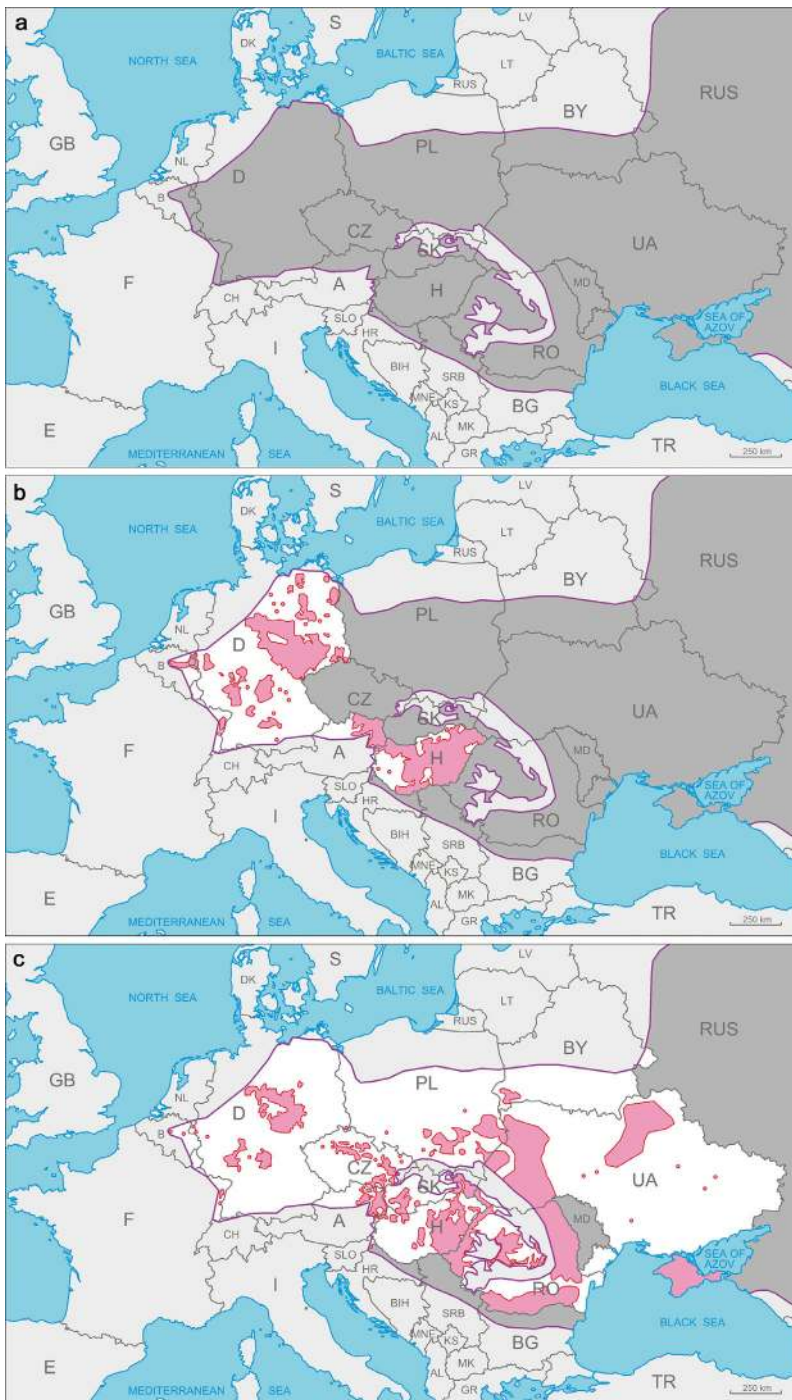 a
S
LV
DK
BALTIC SEA
NORTH SEA
LT
RUS
RUS
BY
GB
NL
PL
D
B
CZ
UA
SK
F
A
H
MD
CH
SLO
HR
SEA OF
AZOV
I
RO
BIH
SRB
BLACK SEA
MNE
KS
BG
E
MK
AL
TR
MEDITERRANEAN SEA
GR
250 km
b
S
LV
DK
BALTIC SEA
NORTH SEA
LT
RUS
RUS
BY
GB
NL
PL
D
B
CZ
UA
SK
F
A
H
MD
CH
SLO
HR
SEA OF
AZOV
I
RO
BIH
SRB
BLACK SEA
MNE
KS
BG
E
MK
AL
TR
MEDITERRANEAN SEA
GR
250 km
c
S
LV
DK
BALTIC SEA
NORTH SEA
LT
RUS
RUS
BY
GB
NL
PL
D
B
CZ
UA
SK
F
A
H
MD
CH
SLO
HR
SEA OF
AZOV
I
RO
BIH
SRB
BLACK SEA
MNE
KS
BG
E
MK
AL
TR
MEDITERRANEAN SEA
GR
250 km